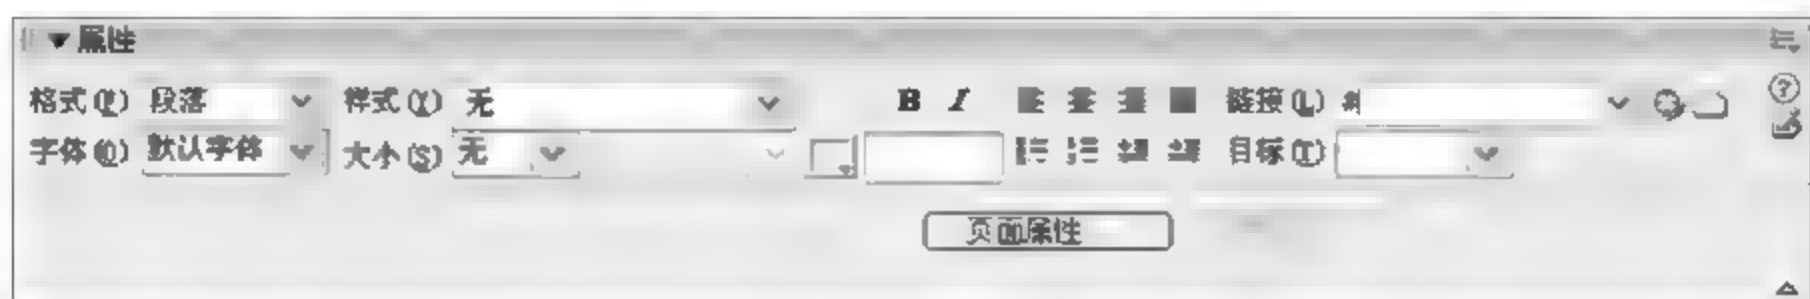 属性
格式(F) 段落 样式(Y) 无 B I 链接(L) #
字体(O) 默认字体 大小(S) 无 目标(T)
页面属性